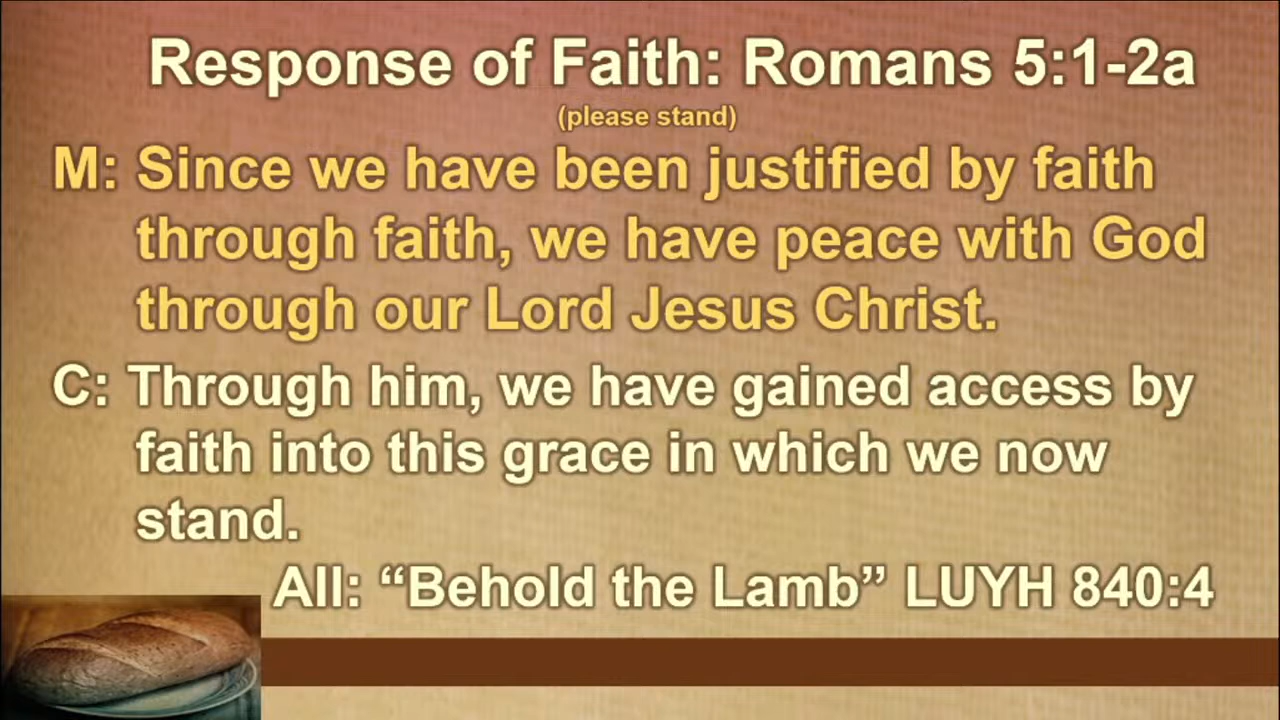 Response of Faith: Romans 5:1-2a
(please stand)
M: Since we have been justified by faith
through faith, we have peace with God
through our Lord Jesus Christ.
C: Through him, we have gained access by
faith into this grace in which we now
stand.
All: “Behold the Lamb” LUYH 840:4